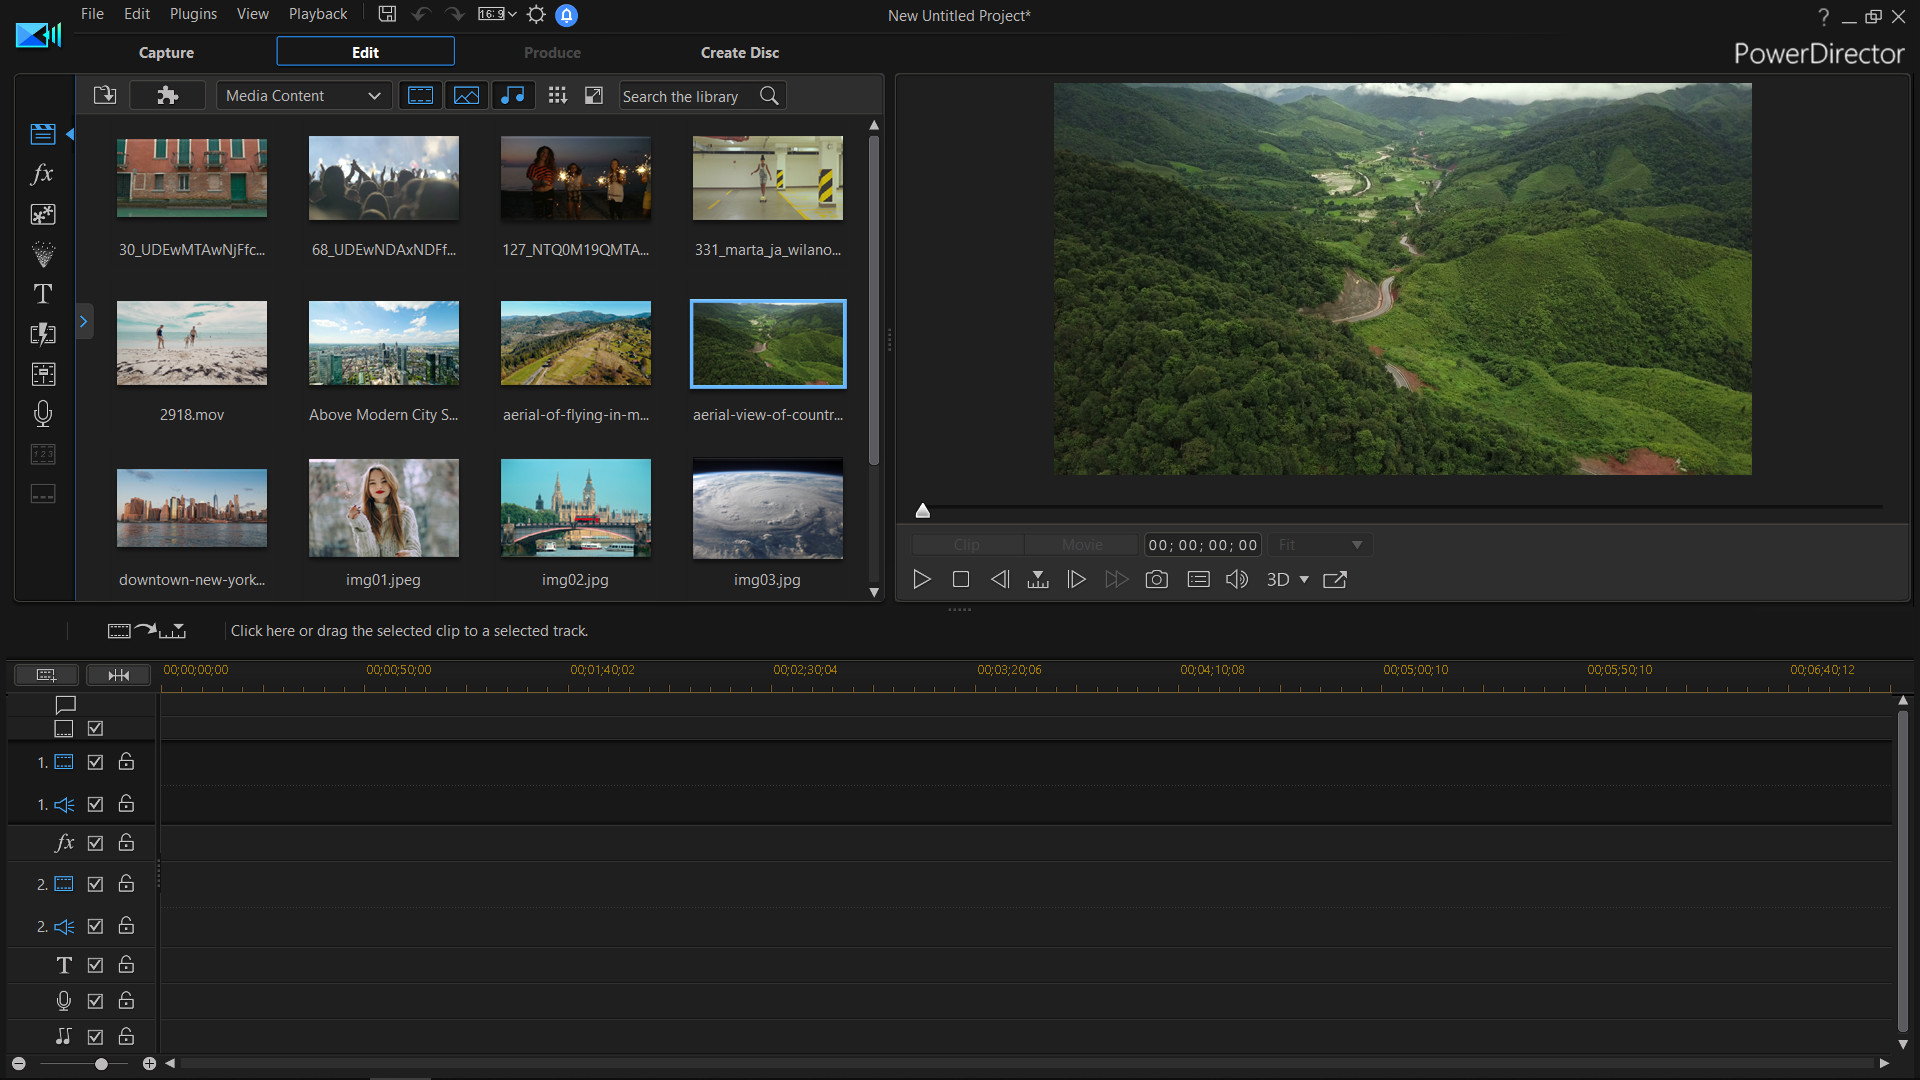 File Edit Plugins View Playback 16:9 New Untitled Project* ?
Capture Edit Produce Create Disc PowerDirector
Media Content Search the library
fx
30_UDEwMTAwNjFfc... 68_UDEwNDAxNDFf... 127_NTQ0M19QMTA... 331_marta_ja_wilano...
T
2918.mov Above Modern City S... aerial-of-flying-in-m... aerial-view-of-countr...
1 2 3
downtown-new-york... img01.jpeg img02.jpg img03.jpg
Clip Movie 00; 00; 00; 00 Fit
3D
Click here or drag the selected clip to a selected track.
00;00;00;00 00;00;50;00 00;01;40;02 00;02;30;04 00;03;20;06 00;04;10;08 00;05;00;10 00;05;50;10 00;06;40;12
1.
1.
fx
2.
2.
T